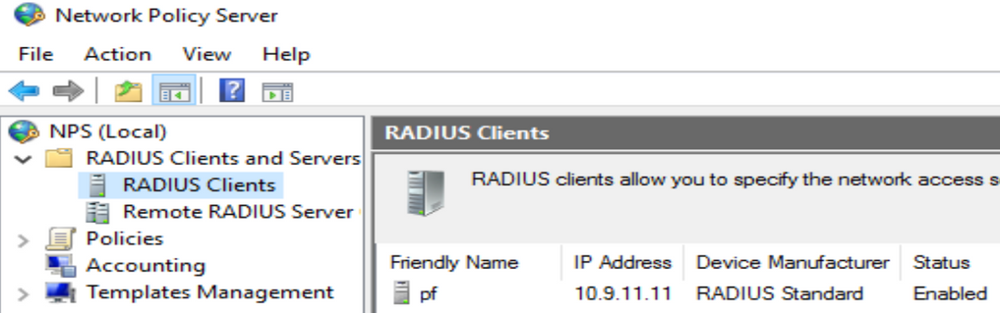 Network Policy Server
File Action View Help
NPS (Local)
RADIUS Clients and Servers
RADIUS Clients
Remote RADIUS Server
Policies
Accounting
Templates Management
RADIUS Clients
RADIUS clients allow you to specify the network access s
Friendly Name IP Address Device Manufacturer Status
pf 10.9.11.11 RADIUS Standard Enabled